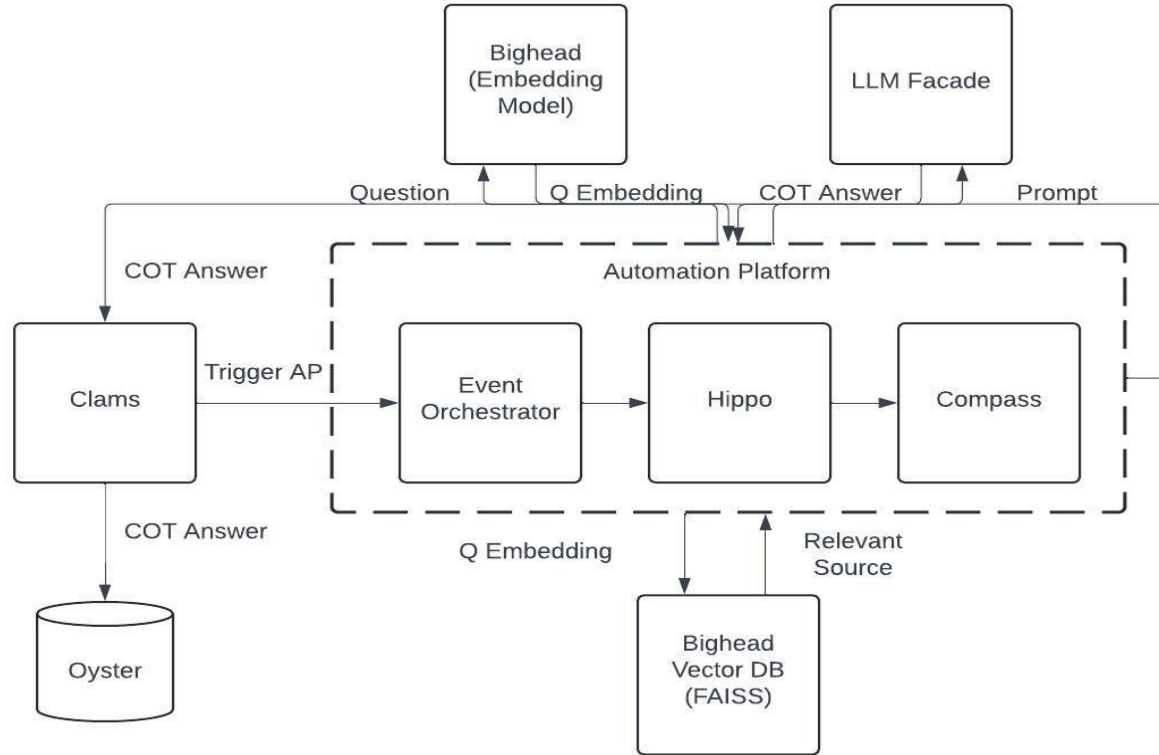 Bighead
(Embedding
Model)
LLM Facade
Question
Q Embedding
COT Answer
Prompt
COT Answer
Automation Platform
Clams
Trigger AP
Event
Orchestrator
Hippo
Compass
COT Answer
Q Embedding
Relevant
Source
Oyster
Bighead
Vector DB
(FAISS)